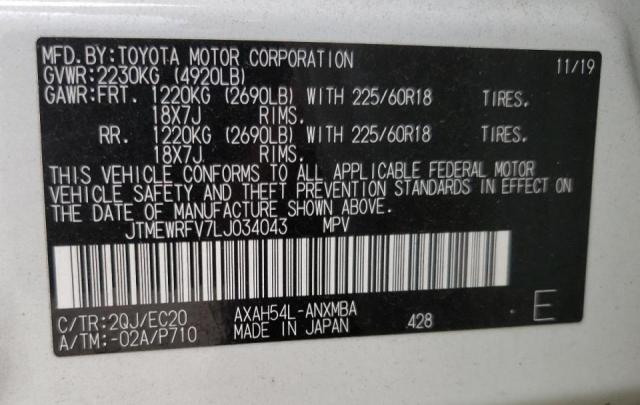 MFD.BY:TOYOTA MOTOR CORPORATION 11/19
GVWR:2230KG (4920LB)
GAWR:FRT. 1220KG (2690LB) WITH 225/60R18 TIRES.
18X7J RIMS.
RR. 1220KG (2690LB) WITH 225/60R18 TIRES.
18X7J RIMS.
THIS VEHICLE CONFORMS TO ALL APPLICABLE FEDERAL MOTOR
VEHICLE SAFETY AND THEFT PREVENTION STANDARDS IN EFFECT ON
THE DATE OF MANUFACTURE SHOWN ABOVE.
JTMEWRFV7LJ034043 MPV
C/TR:2QJ/EC20 AXAH54L-ANXMBA 428 E
A/TM:-02A/P710 MADE IN JAPAN